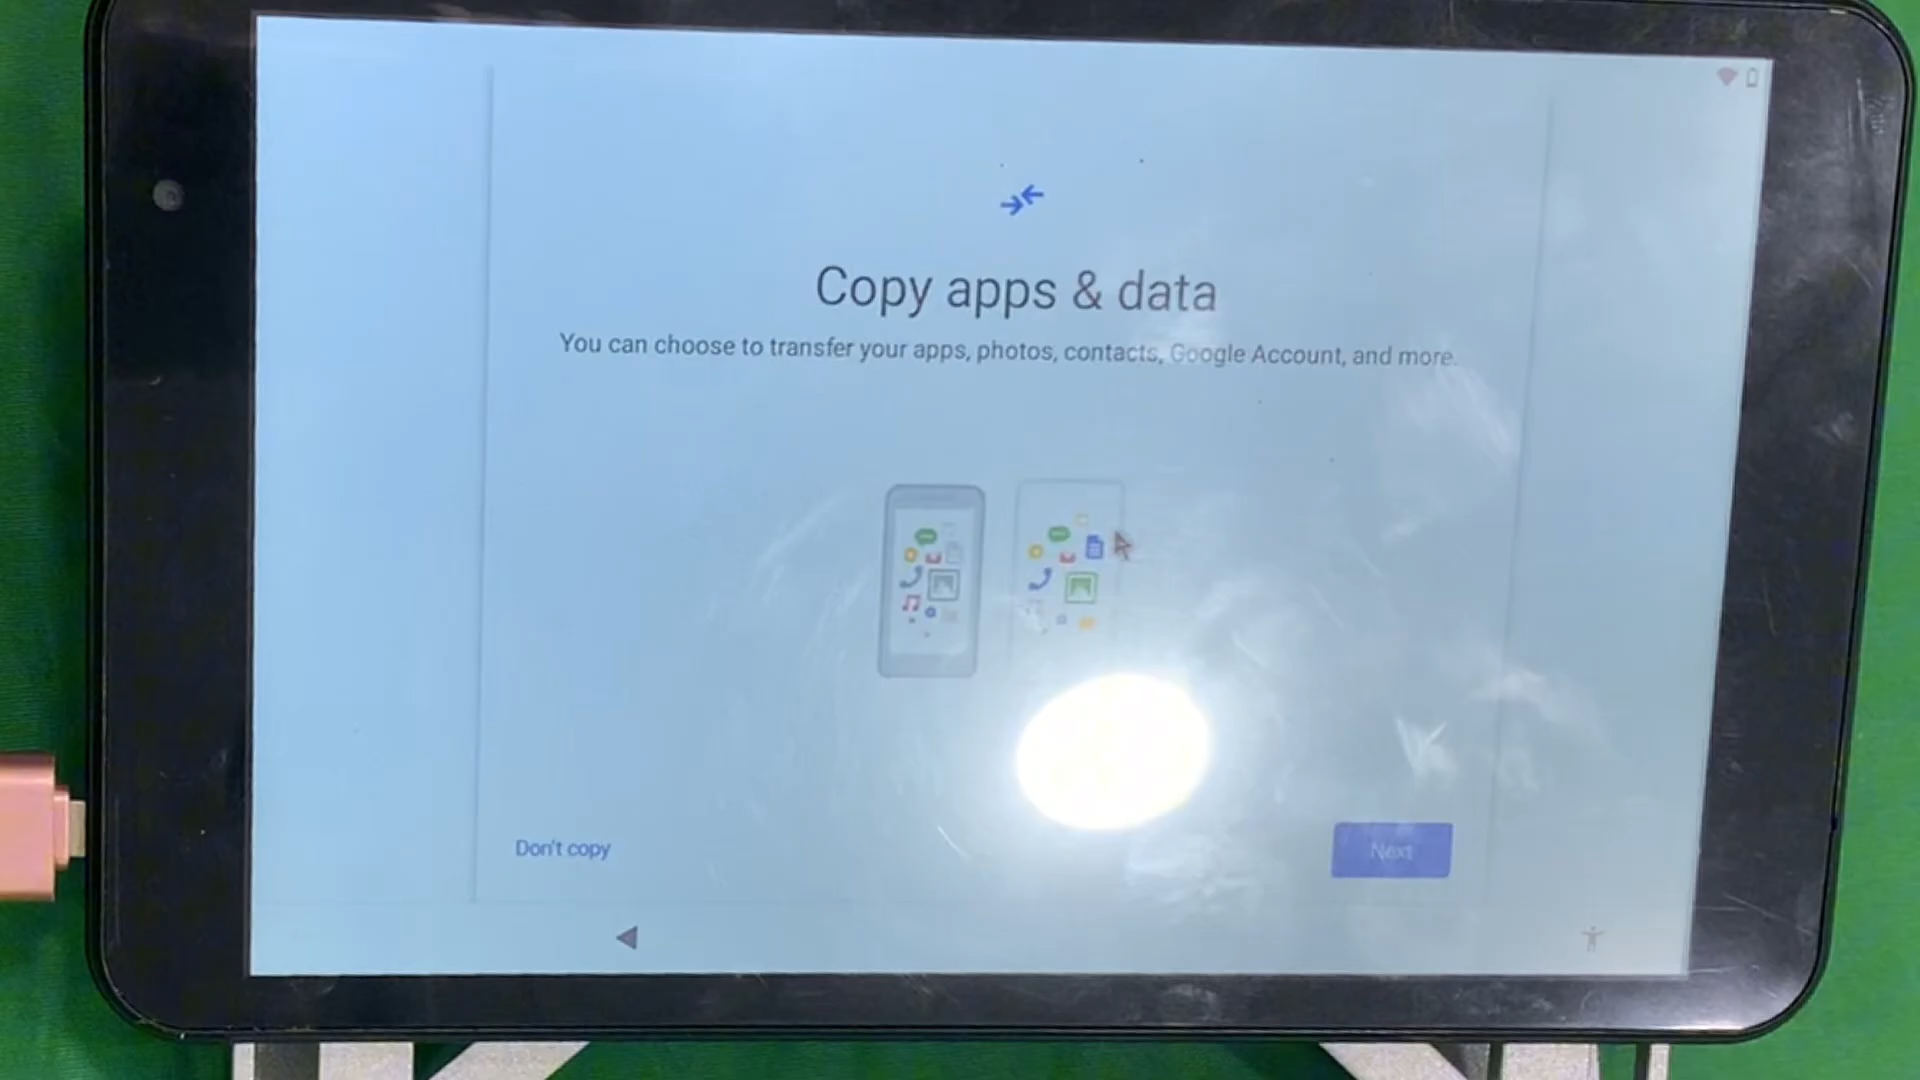 Copy apps & data
You can choose to transfer your apps, photos, contacts, Google Account, and more.
Don't copy
Next